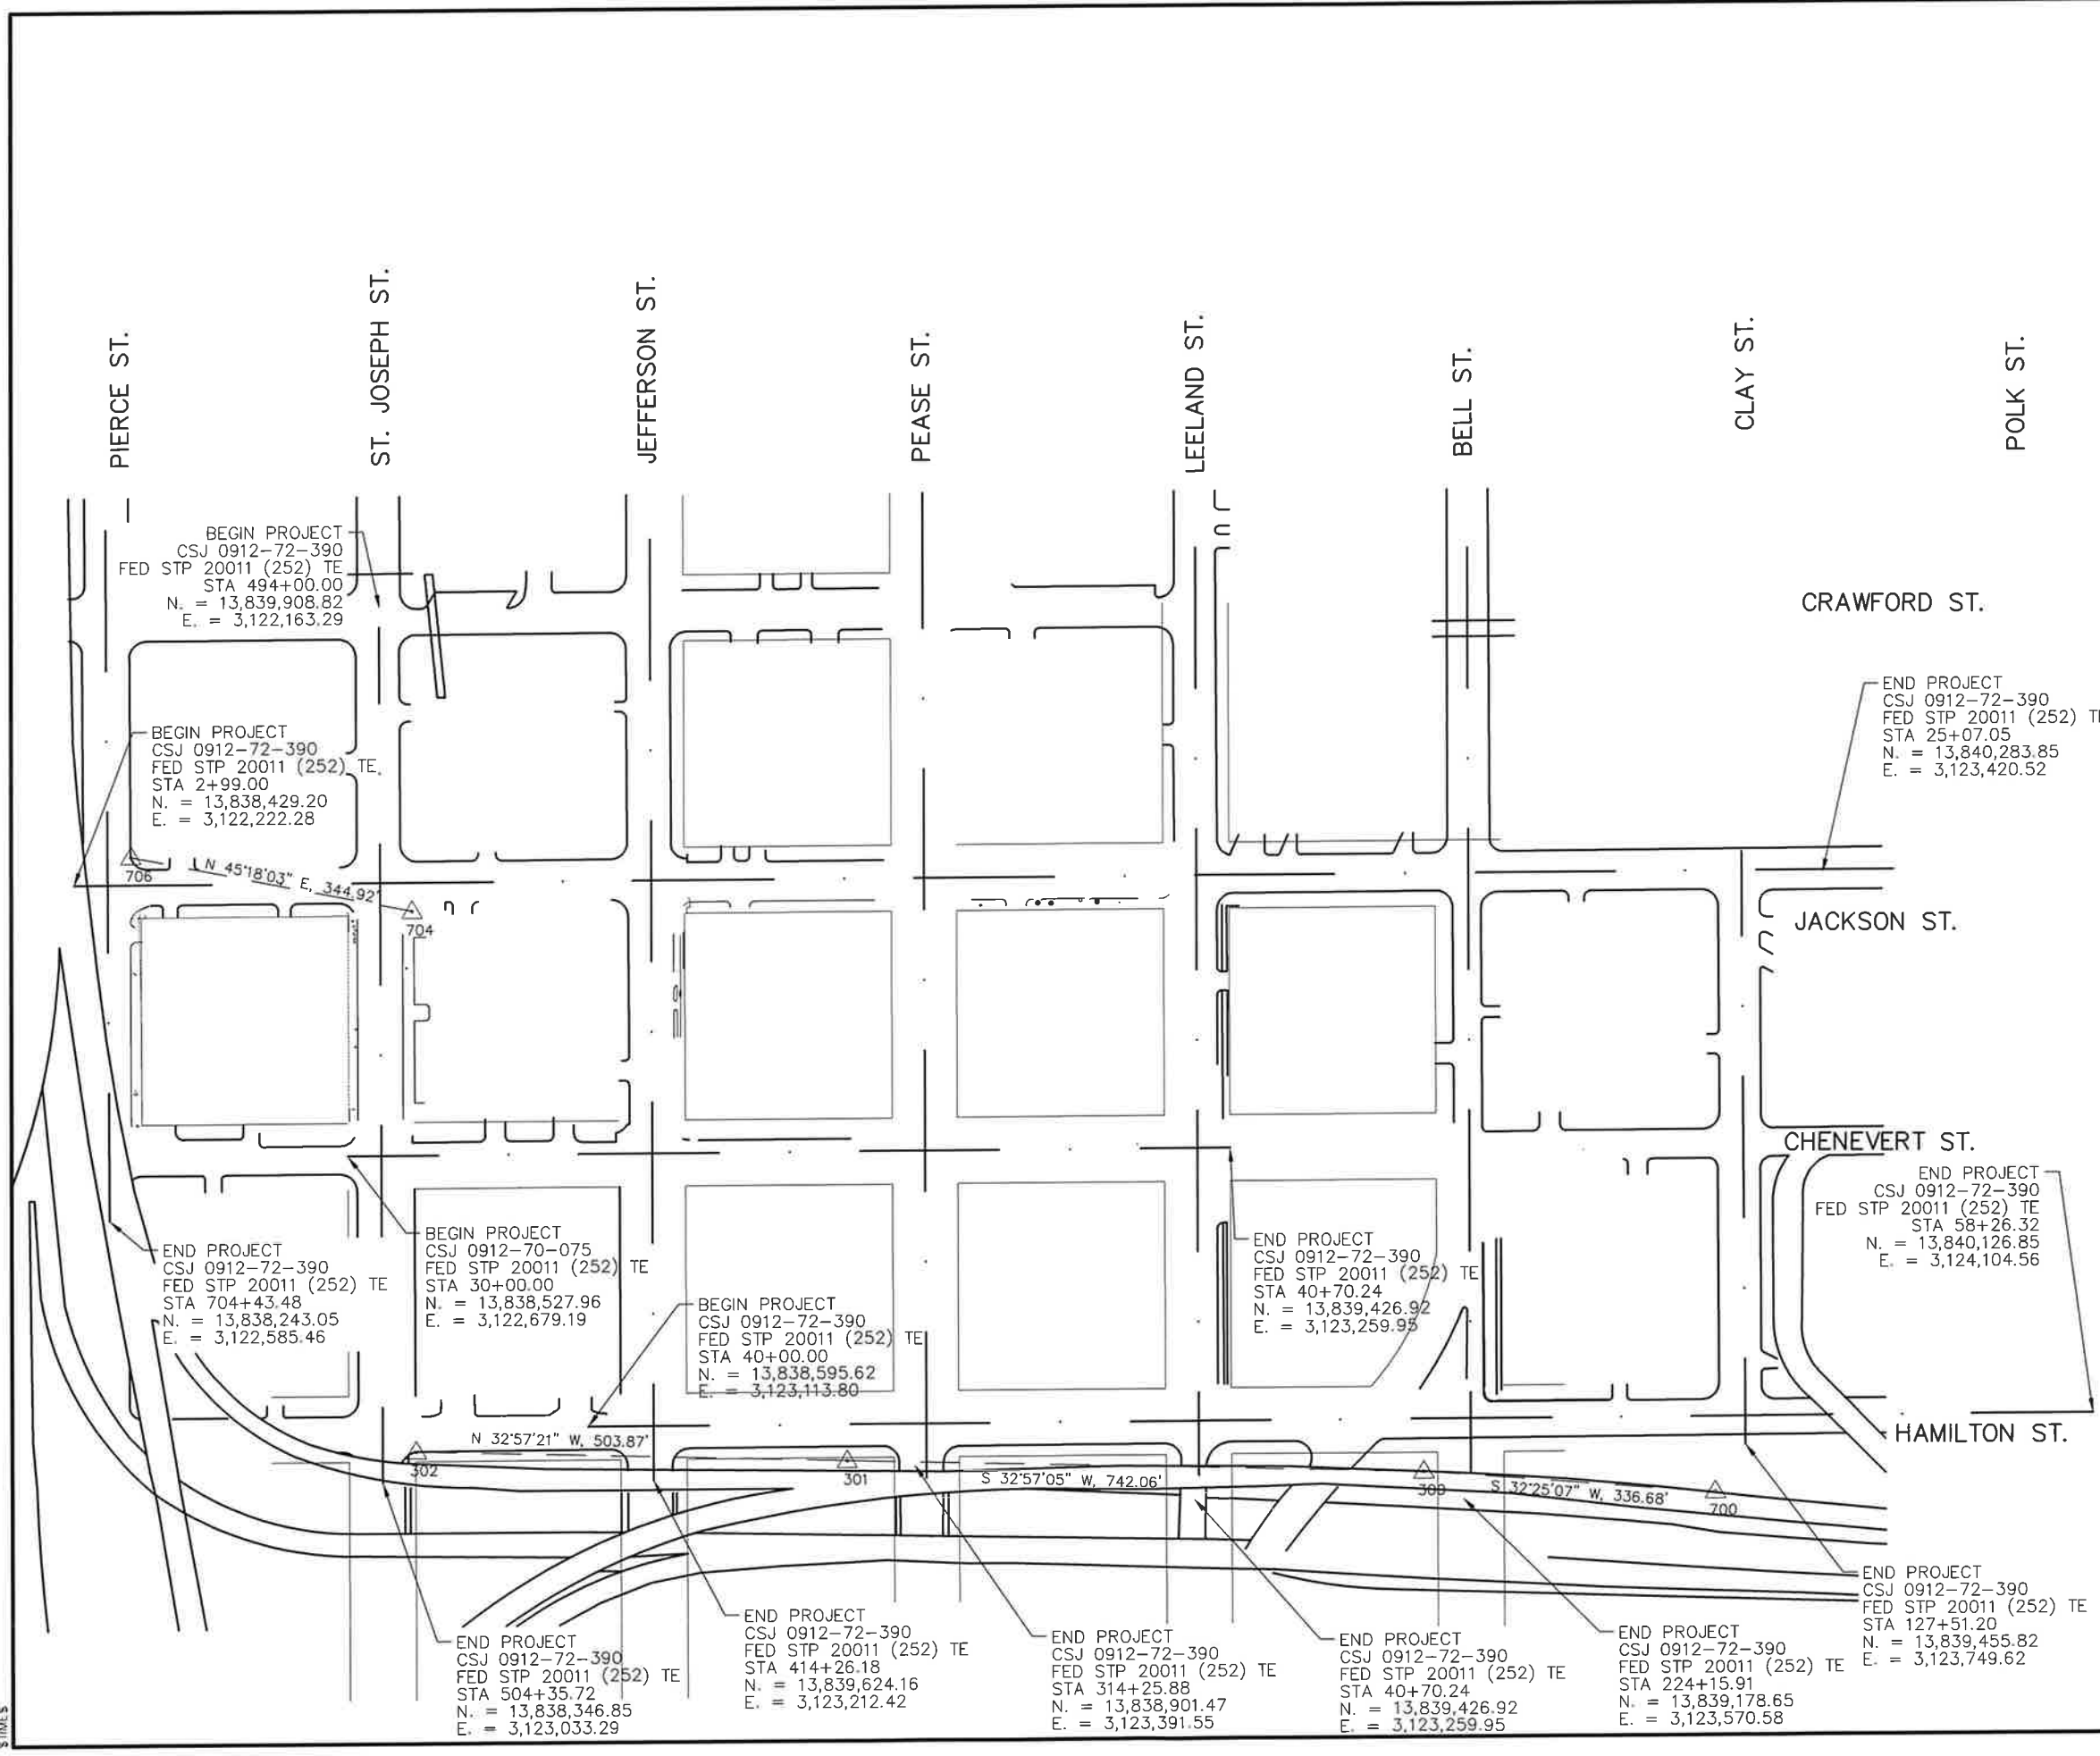 PIERCE ST.
ST. JOSEPH ST.
JEFFERSON ST.
PEASE ST.
LEELAND ST.
BELL ST.
CLAY ST.
POLK ST.
BEGIN PROJECT
CSJ 0912-72-390
FED STP 20011 (252) TE
STA 494+00.00
N. = 13,839,908.82
E. = 3,122,163.29
CRAWFORD ST.
END PROJECT
CSJ 0912-72-390
FED STP 20011 (252)
STA 25+07.05
N. = 13,840,283.85
E. = 3,123,420.52
BEGIN PROJECT
CSJ 0912-72-390
FED STP 20011 (252) TE
STA 2+99.00
N. = 13,838,429.20
E. = 3,122,222.28
706
N 45°18'03" E, 344.92'
704
JACKSON ST.
CHENEVERT ST.
END PROJECT
CSJ 0912-72-390
FED STP 20011 (252) TE
STA 58+26.32
N. = 13,840,126.85
E. = 3,124,104.56
END PROJECT
CSJ 0912-72-390
FED STP 20011 (252) TE
STA 704+43.48
N. = 13,838,243.05
E. = 3,122,585.46
BEGIN PROJECT
CSJ 0912-70-075
FED STP 20011 (252) TE
STA 30+00.00
N. = 13,838,527.96
E. = 3,122,679.19
BEGIN PROJECT
CSJ 0912-72-390
FED STP 20011 (252) TE
STA 40+00.00
N. = 13,838,595.62
E. = 3,123,113.80
END PROJECT
CSJ 0912-72-390
FED STP 20011 (252) TE
STA 40+70.24
N. = 13,839,426.92
E. = 3,123,259.95
HAMILTON ST.
N 32°57'21" W, 503.87'
302
301
S 32°57'05" W, 742.06'
300
S 32°25'07" W, 336.68'
700
END PROJECT
CSJ 0912-72-390
FED STP 20011 (252) TE
STA 504+35.72
N. = 13,838,346.85
E. = 3,123,033.29
END PROJECT
CSJ 0912-72-390
FED STP 20011 (252) TE
STA 414+26.18
N. = 13,839,624.16
E. = 3,123,212.42
END PROJECT
CSJ 0912-72-390
FED STP 20011 (252) TE
STA 314+25.88
N. = 13,838,901.47
E. = 3,123,391.55
END PROJECT
CSJ 0912-72-390
FED STP 20011 (252) TE
STA 40+70.24
N. = 13,839,426.92
E. = 3,123,259.95
END PROJECT
CSJ 0912-72-390
FED STP 20011 (252) TE
STA 224+15.91
N. = 13,839,178.65
E. = 3,123,570.58
END PROJECT
CSJ 0912-72-390
FED STP 20011 (252) TE
STA 127+51.20
N. = 13,839,455.82
E. = 3,123,749.62